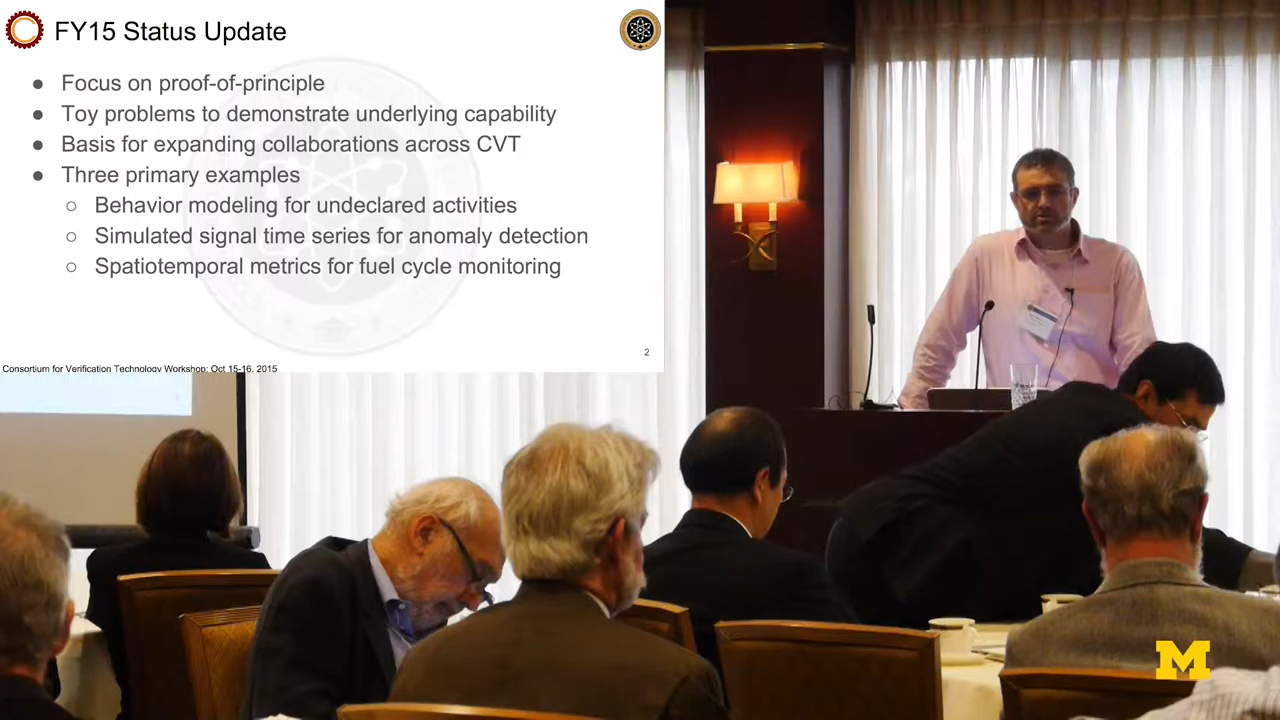 FY15 Status Update
● Focus on proof-of-principle
● Toy problems to demonstrate underlying capability
● Basis for expanding collaborations across CVT
● Three primary examples
○ Behavior modeling for undeclared activities
○ Simulated signal time series for anomaly detection
○ Spatiotemporal metrics for fuel cycle monitoring
2
Consortium for Verification Technology Workshop: Oct 15-16, 2015
M